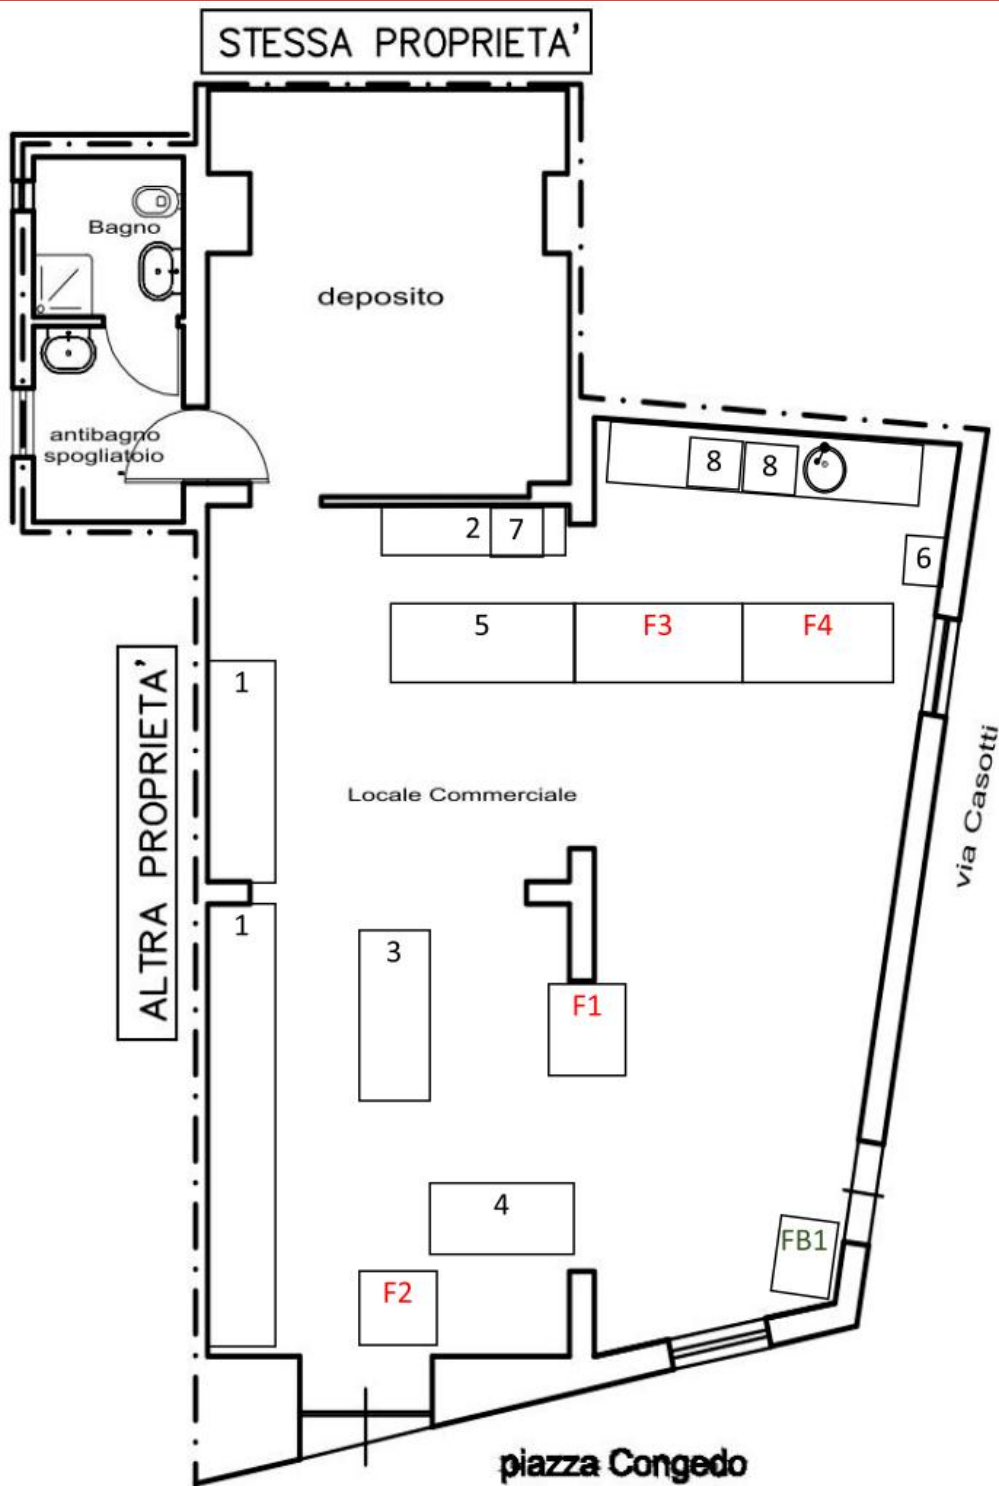 STESSA PROPRIETA'
Bagno
deposito
antibagno
spogliatoio
8 8
2 7
6
5 F3 F4
1
ALTRA PROPRIETA'
Locale Commerciale
via Casotti
1
3
F1
4
FB1
F2
piazza Congedo